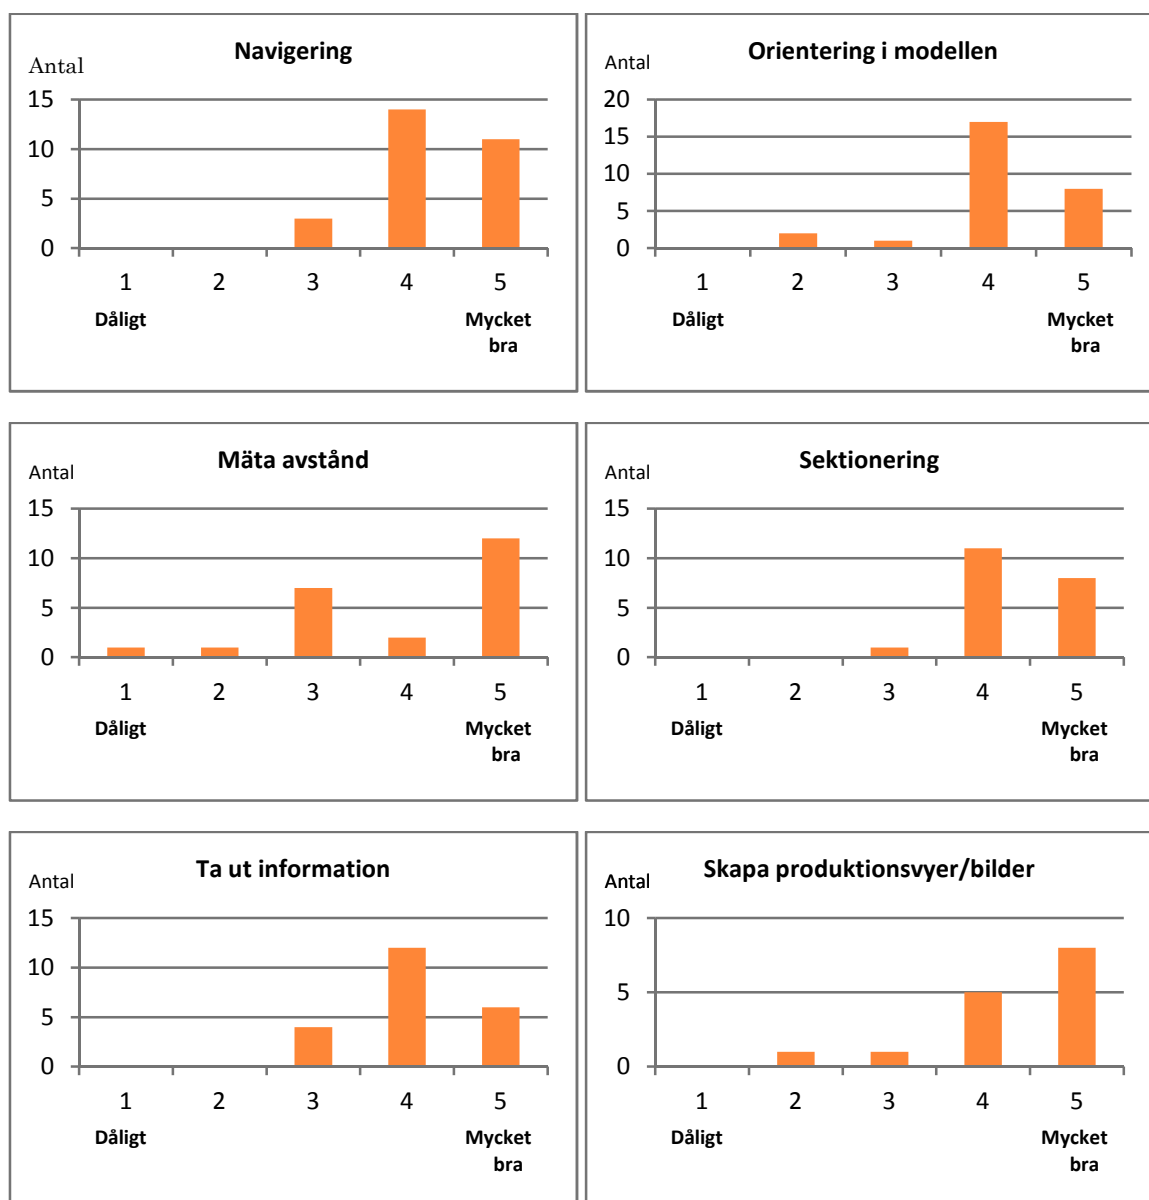 Navigering
Antal
15
10
5
0
1 2 3 4 5
Dåligt Mycket
bra
Orientering i modellen
Antal
20
15
10
5
0
1 2 3 4 5
Dåligt Mycket
bra
Mäta avstånd
Antal
15
10
5
0
1 2 3 4 5
Dåligt Mycket
bra
Sektionering
Antal
15
10
5
0
1 2 3 4 5
Dåligt Mycket
bra
Ta ut information
Antal
15
10
5
0
1 2 3 4 5
Dåligt Mycket
bra
Skapa produktionsvyer/bilder
Antal
10
5
0
1 2 3 4 5
Dåligt Mycket
bra